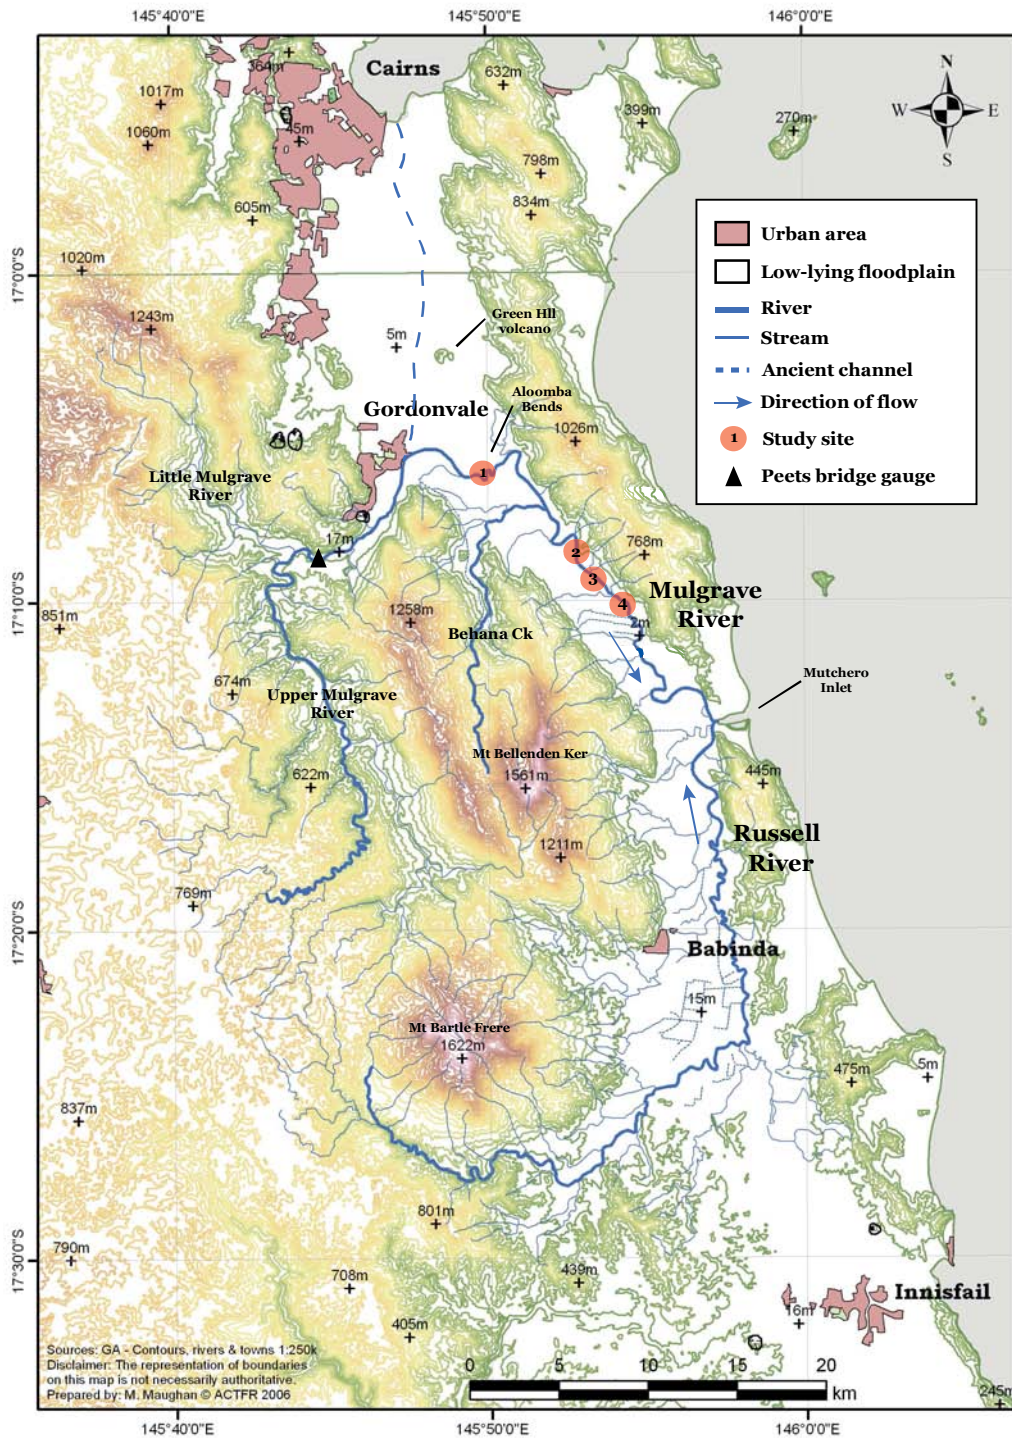 145°40'0"E
145°50'0"E
146°0'0"E
364m
Cairns
632m
1017m
399m
270m
N
W
E
S
45m
1060m
798m
834m
605m
Urban area
Low-lying floodplain
River
Stream
Ancient channel
Direction of flow
1
Study site
Peets bridge gauge
1020m
17°0'0"S
1243m
5m
Green Hll
volcano
Gordonvale
Aloomba
Bends
1026m
Little Mulgrave
River
1
17m
2
768m
3
Mulgrave
River
4
17°10'0"S
851m
1258m
Behana Ck
2m
674m
Upper Mulgrave
River
Mutchero
Inlet
Mt Bellenden Ker
1561m
622m
445m
Russell
River
1211m
769m
17°20'0"S
Babinda
15m
Mt Bartle Frere
1622m
475m
5m
837m
801m
17°30'0"S
790m
708m
439m
Innisfail
16m
405m
Sources: GA - Contours, rivers & towns 1:250k
Disclaimer: The representation of boundaries
on this map is not necessarily authoritative.
Prepared by: M. Maughan © ACTFR 2006
0 5 10 15 20
km
245m
145°40'0"E
145°50'0"E
146°0'0"E